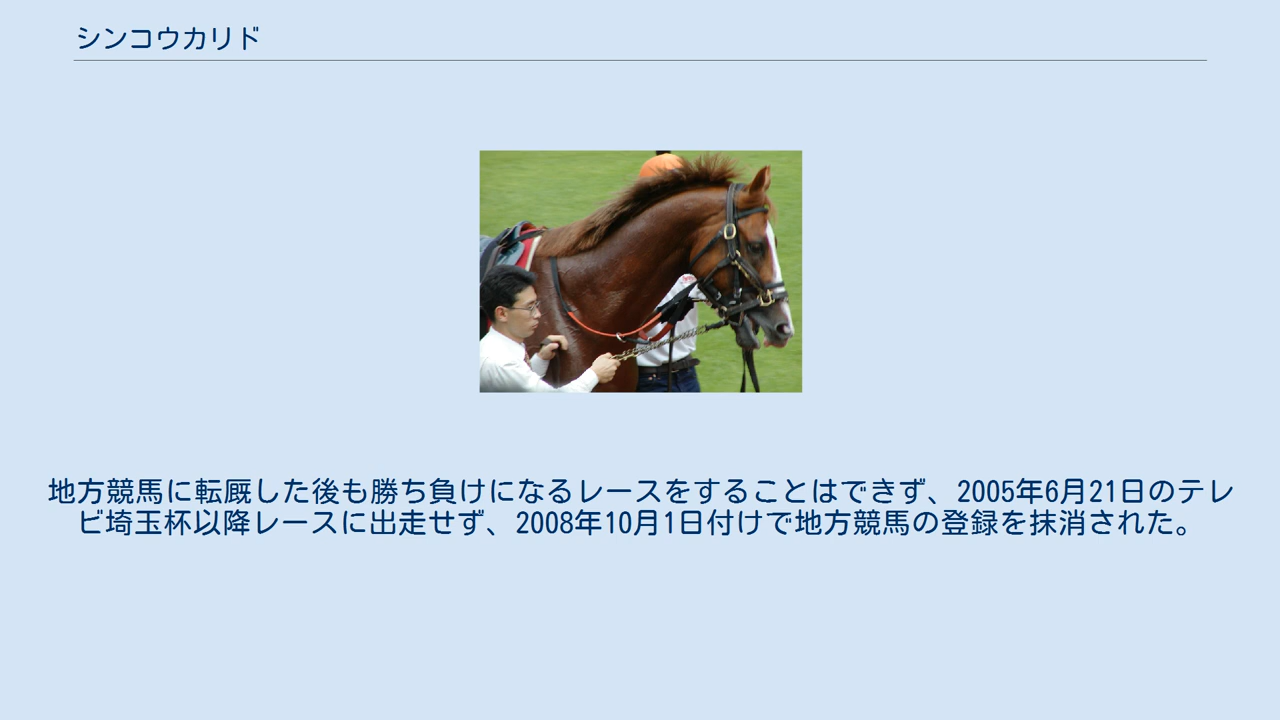 シンコウカリド
地方競馬に転厩した後も勝ち負けになるレースをすることはできず、2005年6月21日のテレ
ビ埼玉杯以降レースに出走せず、2008年10月1日付けで地方競馬の登録を抹消された。